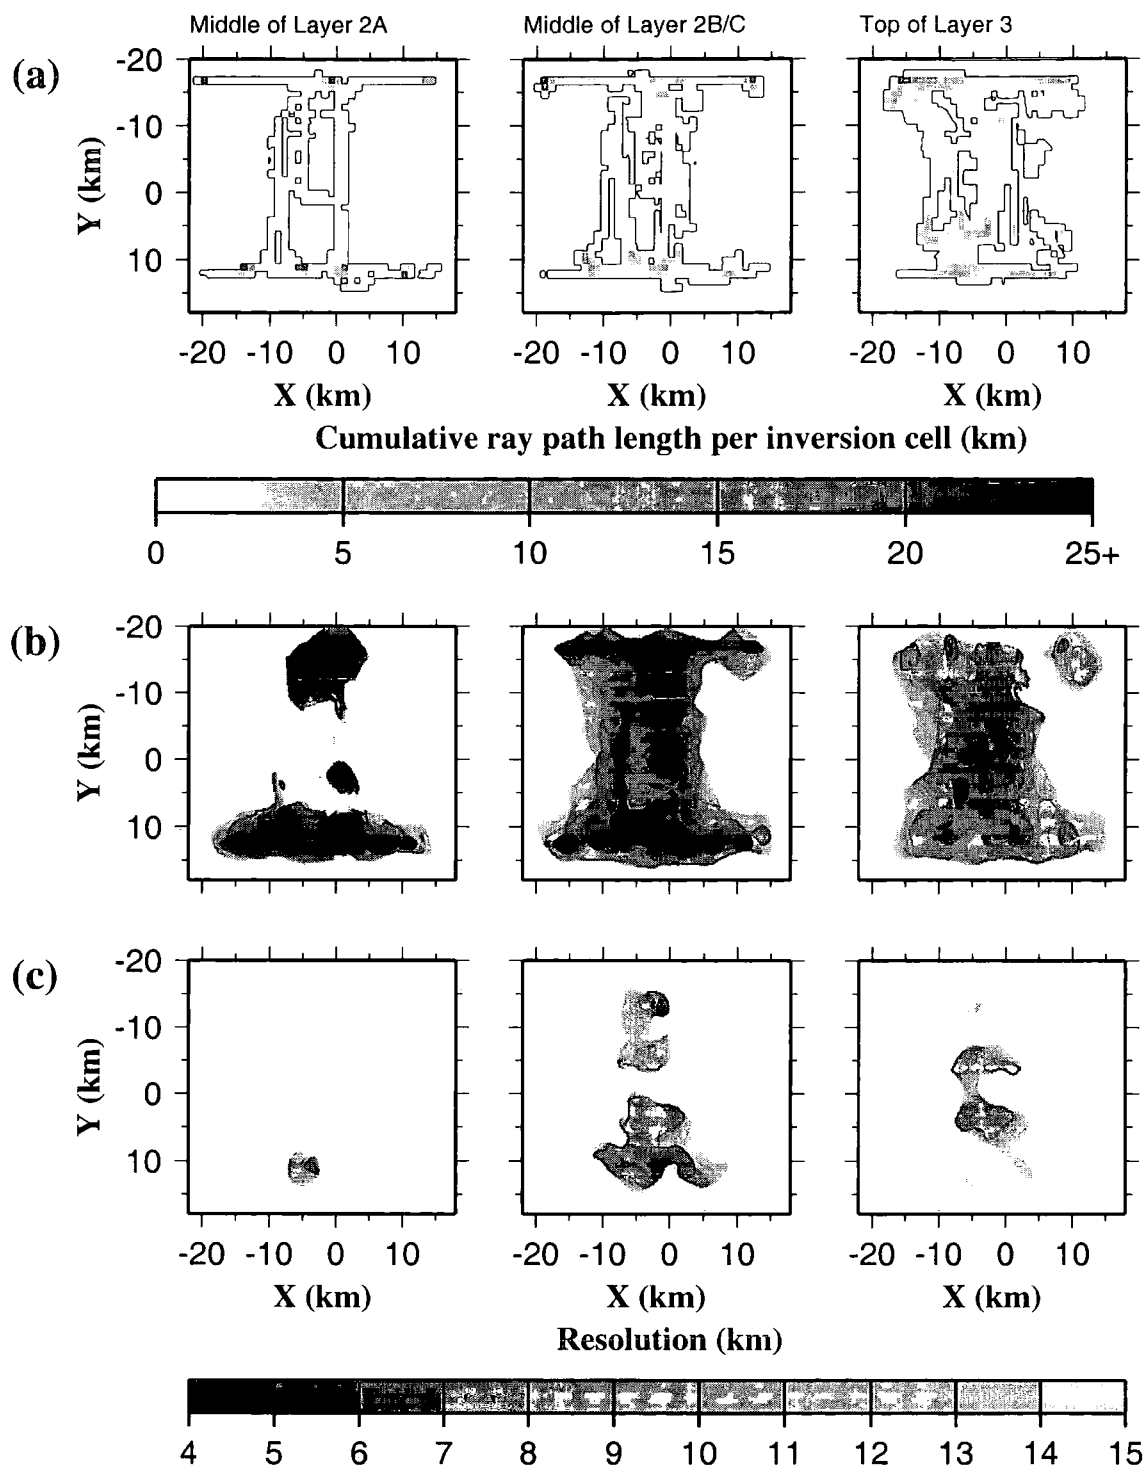 Middle of Layer 2A Middle of Layer 2B/C Top of Layer 3
(a)
-20
-10
0
10
Y (km)
-20 -10 0 10 -20 -10 0 10 -20 -10 0 10
X (km) X (km) X (km)
Cumulative ray path length per inversion cell (km)
0 5 10 15 20 25+
(b)
-20
-10
0
10
Y (km)
(c)
-20
-10
0
10
Y (km)
-20 -10 0 10 -20 -10 0 10 -20 -10 0 10
X (km) X (km) X (km)
Resolution (km)
4 5 6 7 8 9 10 11 12 13 14 15